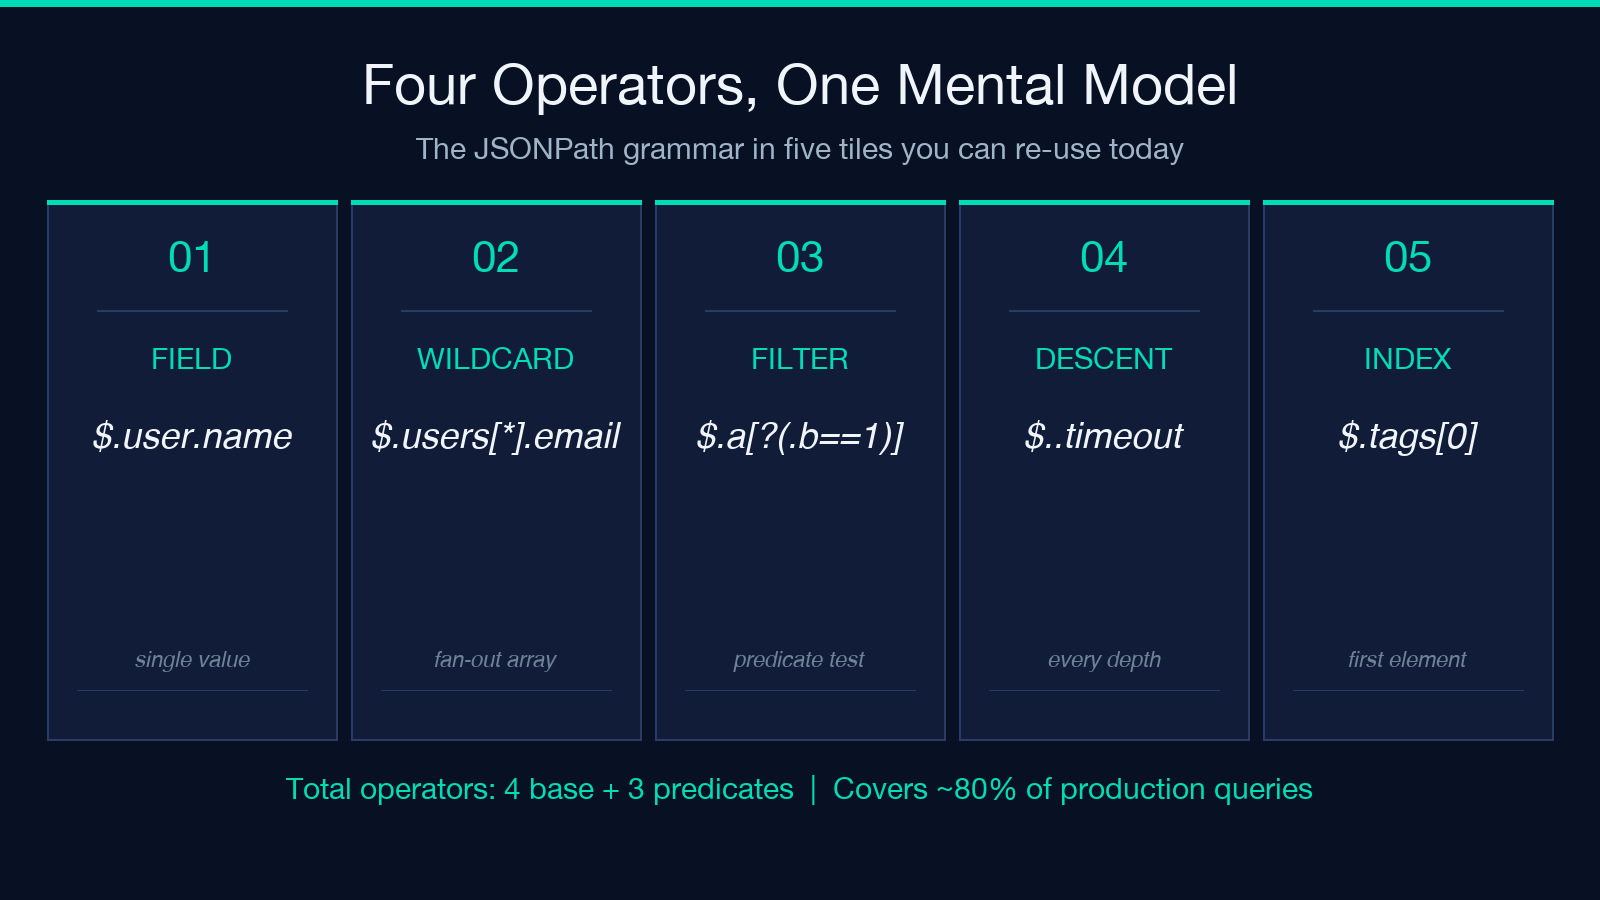 Four Operators, One Mental Model
The JSONPath grammar in five tiles you can re-use today
01
FIELD
$.user.name
single value
02
WILDCARD
$.users[*].email
fan-out array
03
FILTER
$.a[?(.b==1)]
predicate test
04
DESCENT
$..timeout
every depth
05
INDEX
$.tags[0]
first element
Total operators: 4 base + 3 predicates | Covers ~80% of production queries